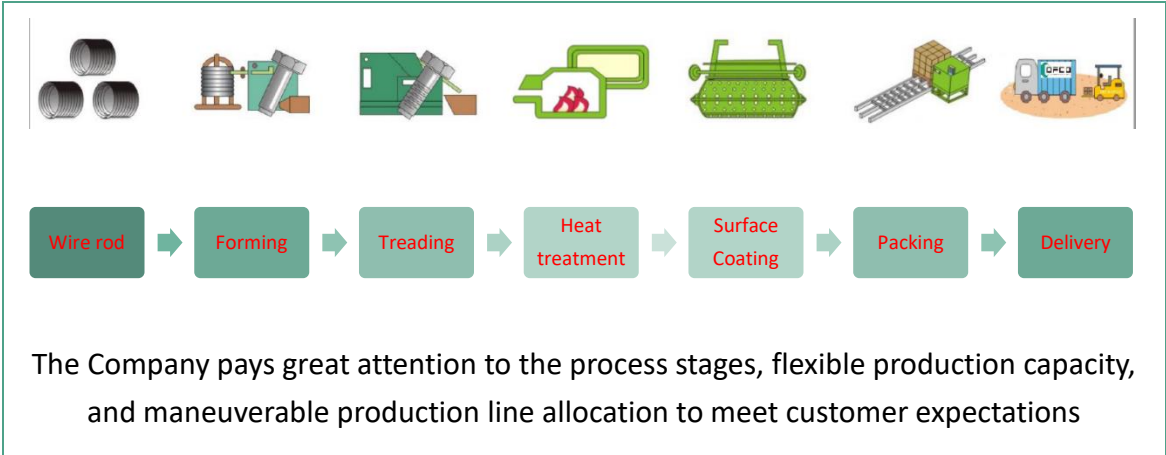 OFCO
Wire rod
Forming
Treading
Heat
treatment
Surface
Coating
Packing
Delivery
The Company pays great attention to the process stages, flexible production capacity,
and maneuverable production line allocation to meet customer expectations